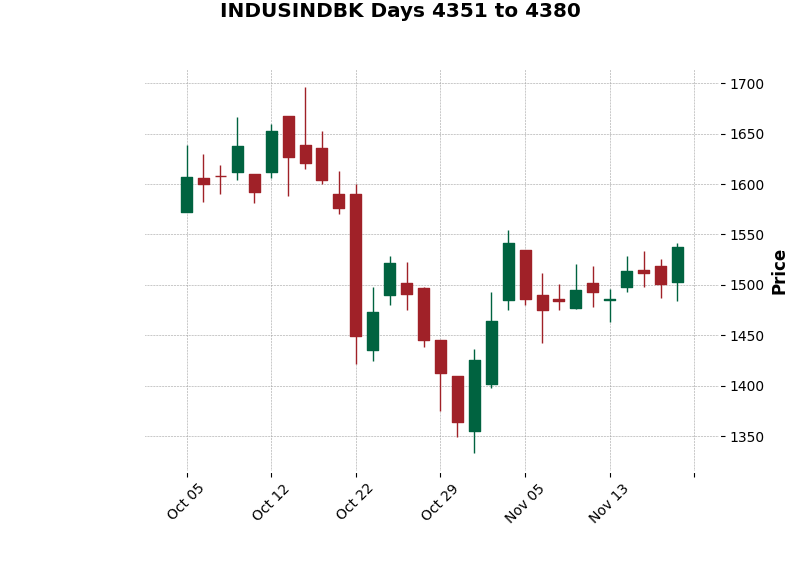 INDUSINDBK Days 4351 to 4380
1700
1650
1600
1550
1500
1450
1400
1350
Price
Oct 05
Oct 12
Oct 22
Oct 29
Nov 05
Nov 13